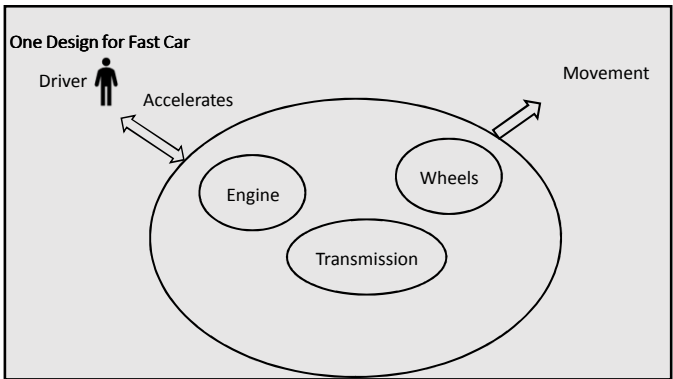 One Design for Fast Car
Driver
Movement
Accelerates
Engine
Wheels
Transmission